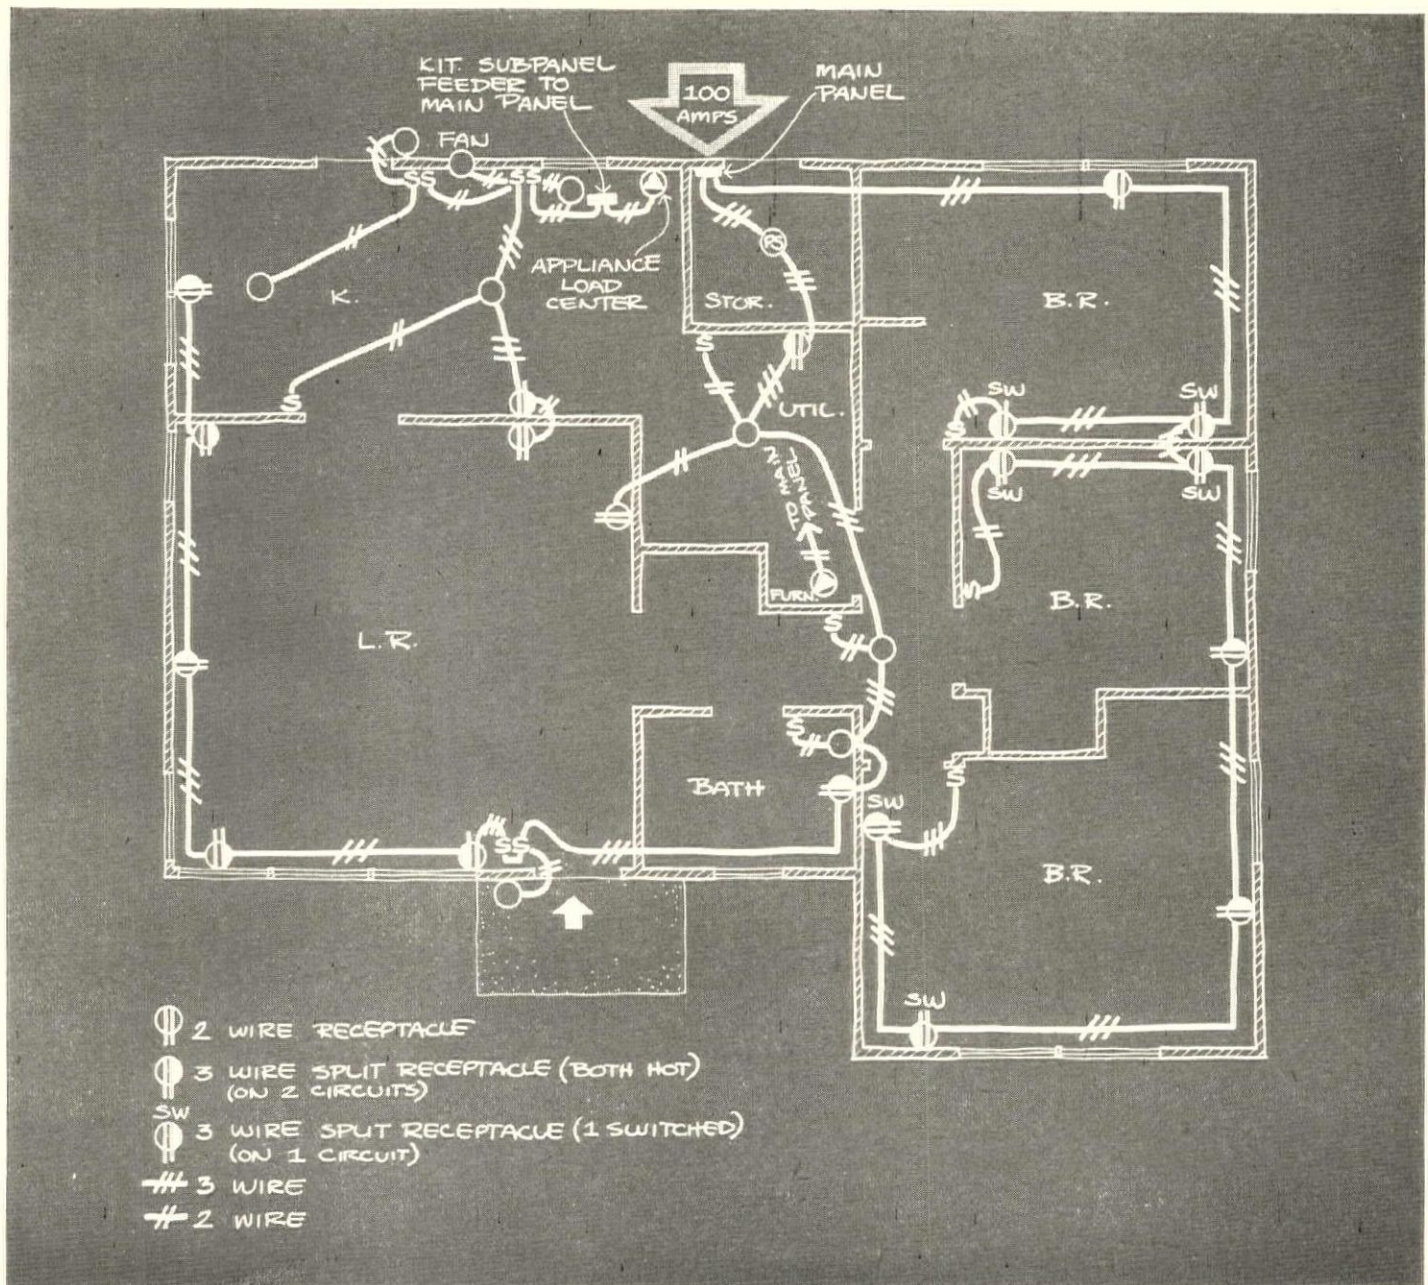 KIT. SUBPANEL
FEEDER TO
MAIN PANEL
100
AMPS
MAIN
PANEL
FAN
S S
S S
APPLIANCE
LOAD
CENTER
K.
STOR.
RS
B.R.
S
S
UTIL.
SW
SW
S
SW
SW
TO MAIN
PANEL
FURN.
S
S
B.R.
L.R.
S
BATH
S
SW
SS
B.R.
SW
2 WIRE RECEPTACLE
3 WIRE SPLIT RECEPTACLE (BOTH HOT)
(ON 2 CIRCUITS)
SW
3 WIRE SPLIT RECEPTACLE (1 SWITCHED)
(ON 1 CIRCUIT)
3 WIRE
2 WIRE